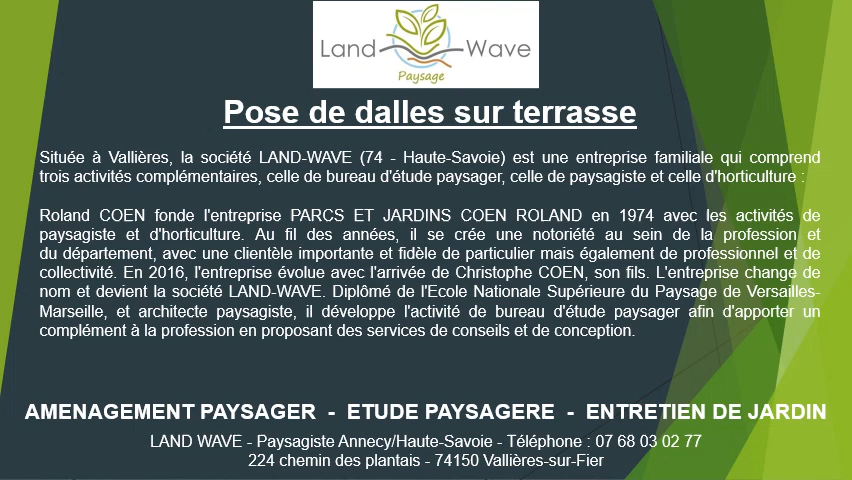 Land Wave
Paysage
Pose de dalles sur terrasse
Située à Vallières, la société LAND-WAVE (74 - Haute-Savoie) est une entreprise familiale qui comprend
trois activités complémentaires, celle de bureau d'étude paysager, celle de paysagiste et celle d'horticulture :
Roland COEN fonde l'entreprise PARCS ET JARDINS COEN ROLAND en 1974 avec les activités de
paysagiste et d'horticulture. Au fil des années, il se crée une notoriété au sein de la profession et
du département, avec une clientèle importante et fidèle de particulier mais également de professionnel et de
collectivité. En 2016, l'entreprise évolue avec l'arrivée de Christophe COEN, son fils. L'entreprise change de
nom et devient la société LAND-WAVE. Diplômé de l'Ecole Nationale Supérieure du Paysage de Versailles-
Marseille, et architecte paysagiste, il développe l'activité de bureau d'étude paysager afin d'apporter un
complément à la profession en proposant des services de conseils et de conception.
AMENAGEMENT PAYSAGER - ETUDE PAYSAGERE - ENTRETIEN DE JARDIN
LAND WAVE - Paysagiste Annecy/Haute-Savoie - Téléphone : 07 68 03 02 77
224 chemin des plantais - 74150 Vallières-sur-Fier